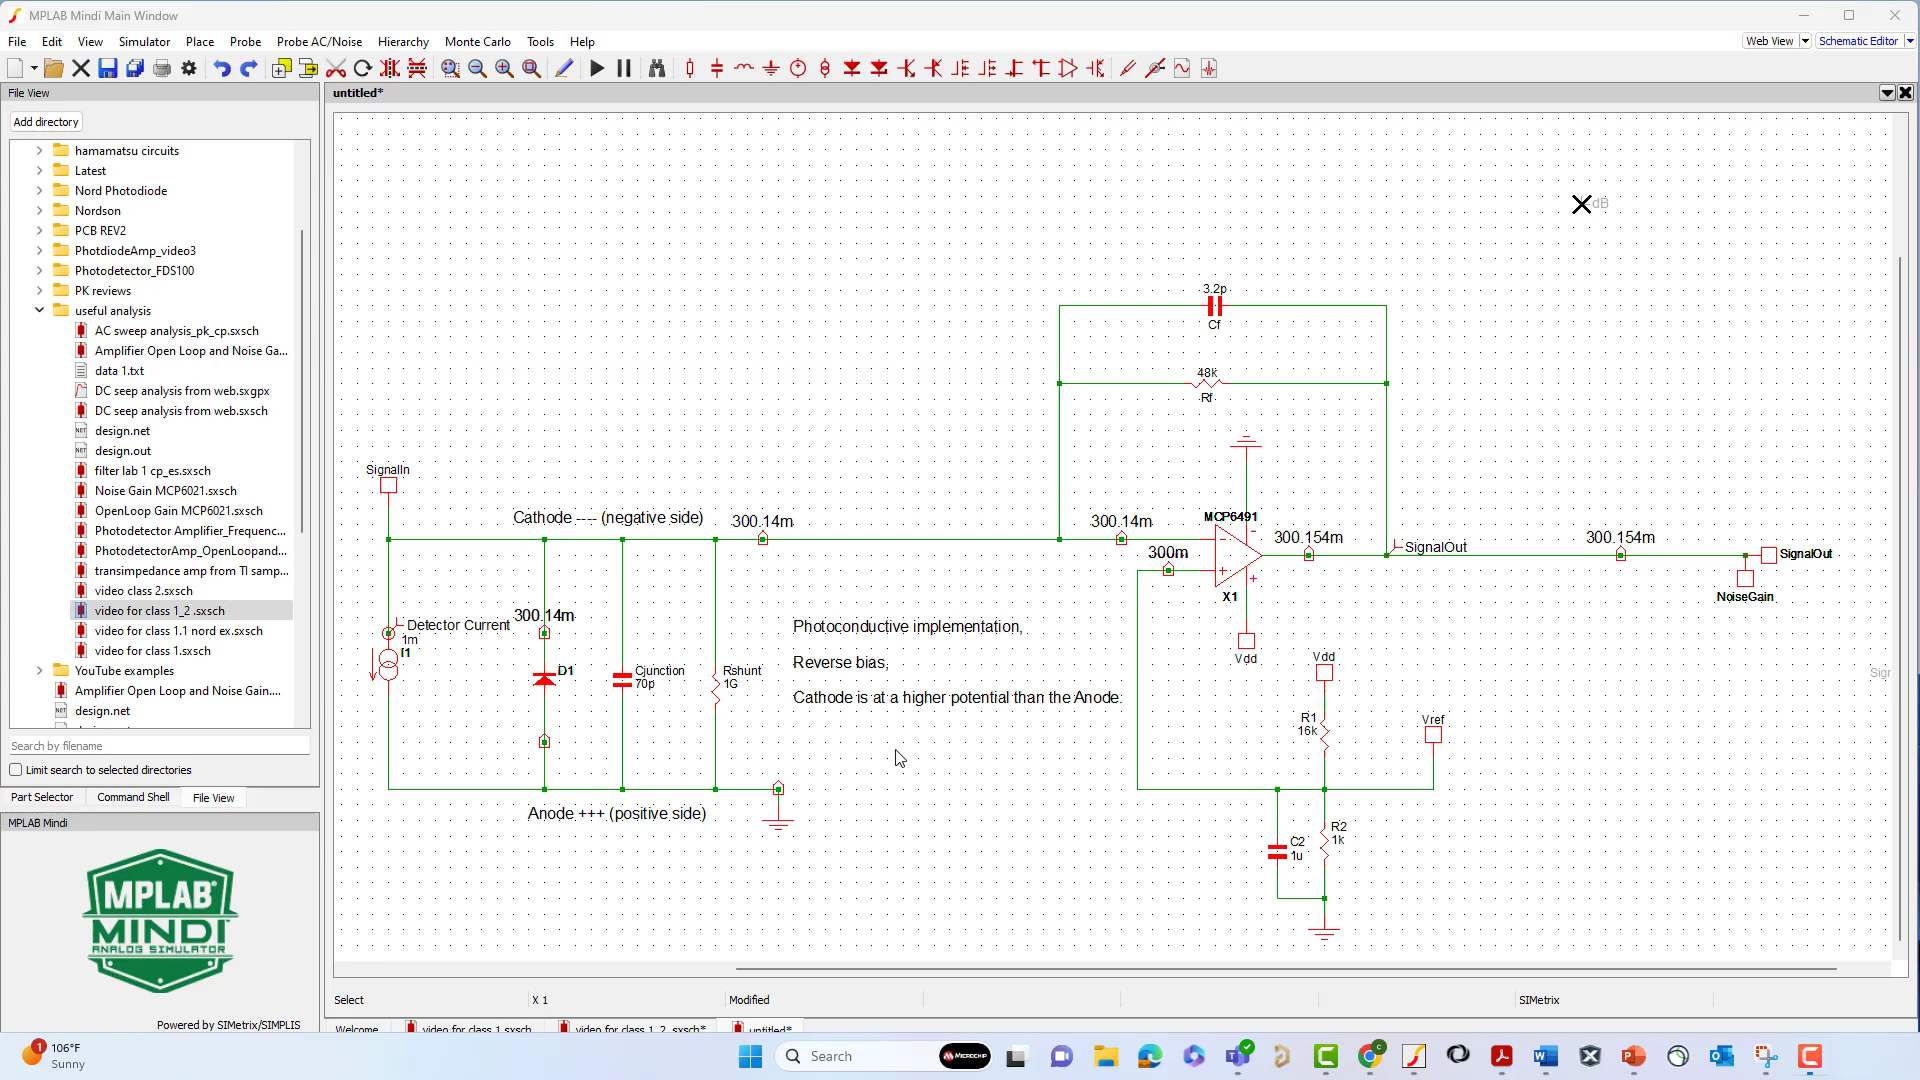 MPLAB Mindi Main Window
File Edit View Simulator Place Probe Probe AC/Noise Hierarchy Monte Carlo Tools Help
Web View
Schematic Editor
File View
untitled*
Add directory
hamamatsu circuits
Latest
Nord Photodiode
Nordson
PCB REV2
PhotdiodeAmp_video3
Photodetector_FDS100
PK reviews
useful analysis
AC sweep analysis_pk_cp.sxsch
Amplifier Open Loop and Noise Ga...
data 1.txt
DC seep analysis from web.sxgpx
DC seep analysis from web.sxsch
design.net
design.out
filter lab 1 cp_es.sxsch
Noise Gain MCP6021.sxsch
OpenLoop Gain MCP6021.sxsch
Photodetector Amplifier_Frequenc...
PhotodetectorAmp_OpenLoopand...
transimpedance amp from TI samp...
video class 2.sxsch
video for class 1_2 .sxsch
video for class 1.1 nord ex.sxsch
video for class 1.sxsch
YouTube examples
Amplifier Open Loop and Noise Gain....
design.net
Search by filename
Limit search to selected directories
Part Selector
Command Shell
File View
MPLAB Mindi
MPLAB
MINDI
ANALOG SIMULATOR
Powered by SIMetrix/SIMPLIS
dB
3.2p
Cf
48k
Rf
SignalIn
Cathode ---- (negative side)
300.14m
300.14m
MCP6491
300m
300.154m
SignalOut
300.154m
SignalOut
X1
NoiseGain
Detector Current
1m
I1
300.14m
D1
Cjunction
70p
Rshunt
1G
Photoconductive implementation,
Reverse bias,
Cathode is at a higher potential than the Anode.
Vdd
Vdd
Sigr
R1
16k
Vref
Anode +++ (positive side)
C2
1u
R2
1k
Select
X 1
Modified
SIMetrix
Welcome
video for class 1.sxsch
video for class 1_2 .sxsch*
untitled*
1
106°F
Sunny
Search
MICROCHIP